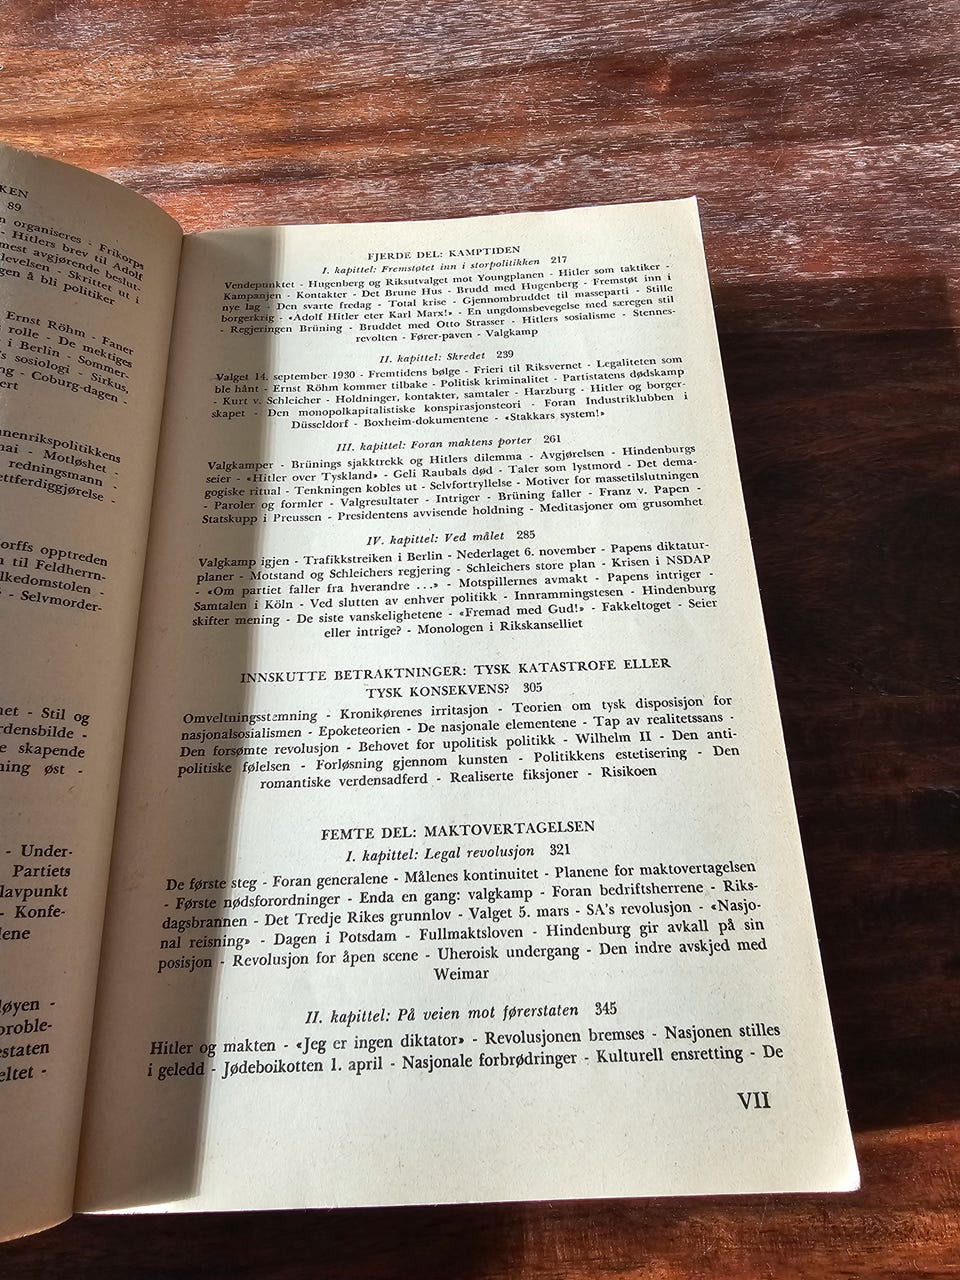 KEN
89
organiseres - Frikorps
- Hitlers brev til Adolf
mest avgjørende beslut-
levelsen - Skrittet ut i
gen å bli politiker
Ernst Röhm - Faner
rolle - De mektiges
i Berlin - Sommer-
s sosiologi - Sirkus,
ng - Coburg-dagen -
ert
nenrikspolitikkens
nai - Motløshet -
redningsmann -
ettferdiggjørelse -
orffs opptreden
n til Feldherrn-
lkedomstolen -
- Selvmorder-
het - Stil og
rdensbilde -
e skapende
ning øst -
- Under-
Partiets
lavpunkt
- Konfe-
lene
løyen -
proble-
estaten
eltet -
FJERDE DEL: KAMPTIDEN
I. kapittel: Fremstøtet inn i storpolitikken 217
Vendepunktet - Hugenberg og Riksutvalget mot Youngplanen - Hitler som taktiker -
Kampanjen - Kontakter - Det Brune Hus - Brudd med Hugenberg - Fremstøt inn i
nye lag - Den svarte fredag - Total krise - Gjennombruddet til masseparti - Stille
borgerkrig - «Adolf Hitler eter Karl Marx!» - En ungdomsbevegelse med særegen stil
- Regjeringen Brüning - Bruddet med Otto Strasser - Hitlers sosialisme - Stennes-
revolten - Fører-paven - Valgkamp
II. kapittel: Skredet 239
Valget 14. september 1930 - Fremtidens bølge - Frieri til Riksvernet - Legaliteten som
ble hånt - Ernst Röhm kommer tilbake - Politisk kriminalitet - Partistatens dødskamp
- Kurt v. Schleicher - Holdninger, kontakter, samtaler - Harzburg - Hitler og borger-
skapet - Den monopolkapitalistiske konspirasjonsteori - Foran Industriklubben i
Düsseldorf - Boxheim-dokumentene - «Stakkars system!»
III. kapittel: Foran maktens porter 261
Valgkamper - Brünings sjakktrekk og Hitlers dilemma - Avgjørelsen - Hindenburgs
seier - «Hitler over Tyskland» - Geli Raubals død - Taler som lystmord - Det dema-
gogiske ritual - Tenkningen kobles ut - Selvfortryllelse - Motiver for massetilslutningen
- Paroler og formler - Valgresultater - Intriger - Brüning faller - Franz v. Papen -
Statskupp i Preussen - Presidentens avvisende holdning - Meditasjoner om grusomhet
IV. kapittel: Ved målet 285
Valgkamp igjen - Trafikkstreiken i Berlin - Nederlaget 6. november - Papens diktatur-
planer - Motstand og Schleichers regjering - Schleichers store plan - Krisen i NSDAP
- «Om partiet faller fra hverandre ...» - Motspillernes avmakt - Papens intriger -
Samtalen i Köln - Ved slutten av enhver politikk - Innrammingstesen - Hindenburg
skifter mening - De siste vanskelighetene - «Fremad med Gud!» - Fakkeltoget - Seier
eller intrige? - Monologen i Rikskanselliet
INNSKUTTE BETRAKTNINGER: TYSK KATASTROFE ELLER
TYSK KONSEKVENS? 305
Omveltningsstemning - Kronikørenes irritasjon - Teorien om tysk disposisjon for
nasjonalsosialismen - Epoketeorien - De nasjonale elementene - Tap av realitetssans -
Den forsømte revolusjon - Behovet for upolitisk politikk - Wilhelm II - Den anti-
politiske følelsen - Forløsning gjennom kunsten - Politikkens estetisering - Den
romantiske verdensadferd - Realiserte fiksjoner - Risikoen
FEMTE DEL: MAKTOVERTAGELSEN
I. kapittel: Legal revolusjon 321
De første steg - Foran generalene - Målenes kontinuitet - Planene for maktovertagelsen
- Første nødsforordninger - Enda en gang: valgkamp - Foran bedriftsherrene - Riks-
dagsbrannen - Det Tredje Rikes grunnlov - Valget 5. mars - SA's revolusjon - «Nasjo-
nal reisning» - Dagen i Potsdam - Fullmaktsloven - Hindenburg gir avkall på sin
posisjon - Revolusjon for åpen scene - Uheroisk undergang - Den indre avskjed med
Weimar
II. kapittel: På veien mot førerstaten 345
Hitler og makten - «Jeg er ingen diktator» - Revolusjonen bremses - Nasjonen stilles
i geledd - Jødeboikotten 1. april - Nasjonale forbrødringer - Kulturell ensretting - De
VII